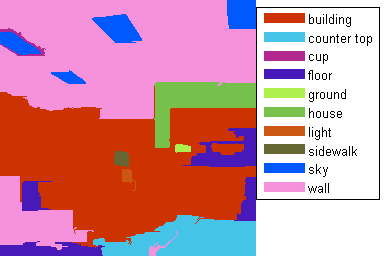 building
counter top
cup
floor
ground
house
light
sidewalk
sky
wall